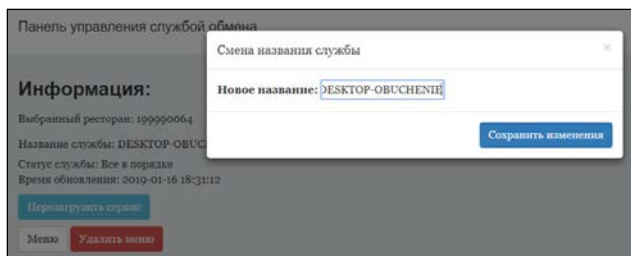 Панель управления службой обмена
Смена названия службы
×
Новое название: DESKTOP-OBUCHENIE
Сохранить изменения
Информация:
Выбранный ресторан: 199990064
Название службы: DESKTOP-OBUC
Статус службы: Все в порядке
Время обновления: 2019-01-16 18:31:12
Перезагрузить сервис
Меню Удалить меню